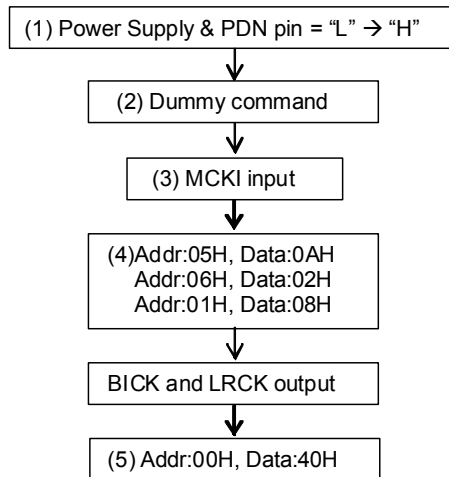 (1) Power Supply & PDN pin = “L” → “H”
(2) Dummy command
(3) MCKI input
(4)Addr:05H, Data:0AH
Addr:06H, Data:02H
Addr:01H, Data:08H
BICK and LRCK output
(5) Addr:00H, Data:40H